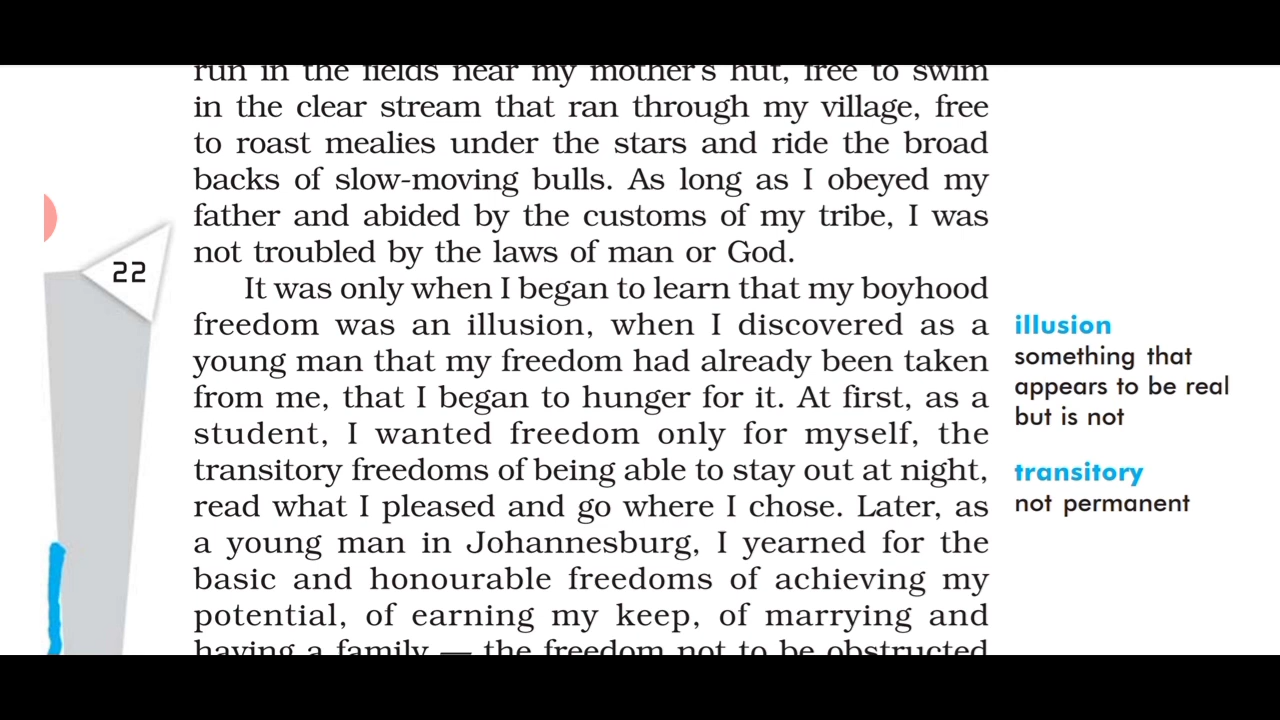 run in the fields near my mother's hut, free to swim
in the clear stream that ran through my village, free
to roast mealies under the stars and ride the broad
backs of slow-moving bulls. As long as I obeyed my
father and abided by the customs of my tribe, I was
not troubled by the laws of man or God.
22
It was only when I began to learn that my boyhood
freedom was an illusion, when I discovered as a
young man that my freedom had already been taken
from me, that I began to hunger for it. At first, as a
student, I wanted freedom only for myself, the
transitory freedoms of being able to stay out at night,
read what I pleased and go where I chose. Later, as
a young man in Johannesburg, I yearned for the
basic and honourable freedoms of achieving my
potential, of earning my keep, of marrying and
having a family — the freedom not to be obstructed
illusion
something that
appears to be real
but is not
transitory
not permanent